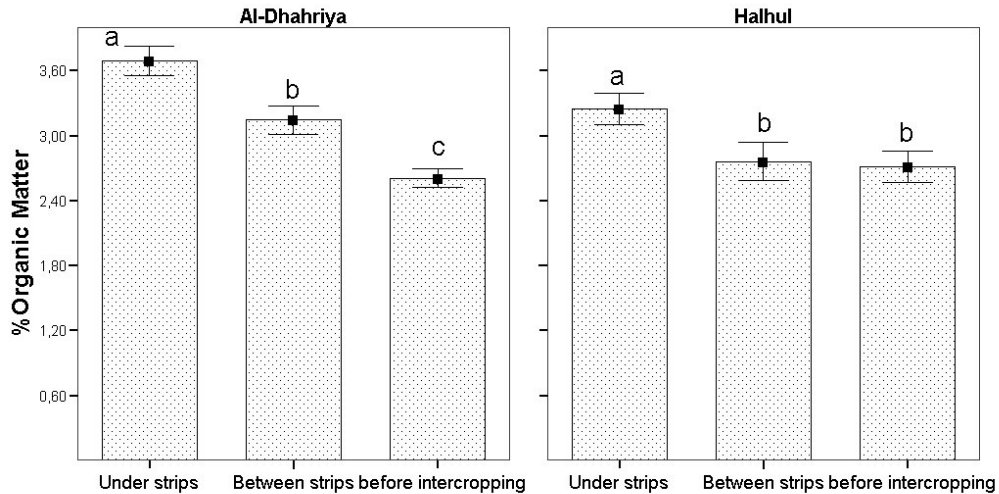 Al-Dhahriya
Halhul
% Organic Matter
3,60
3,00
2,40
1,80
1,20
0,60
a
b
c
a
b
b
Under strips Between strips before intercropping
Under strips Between strips before intercropping